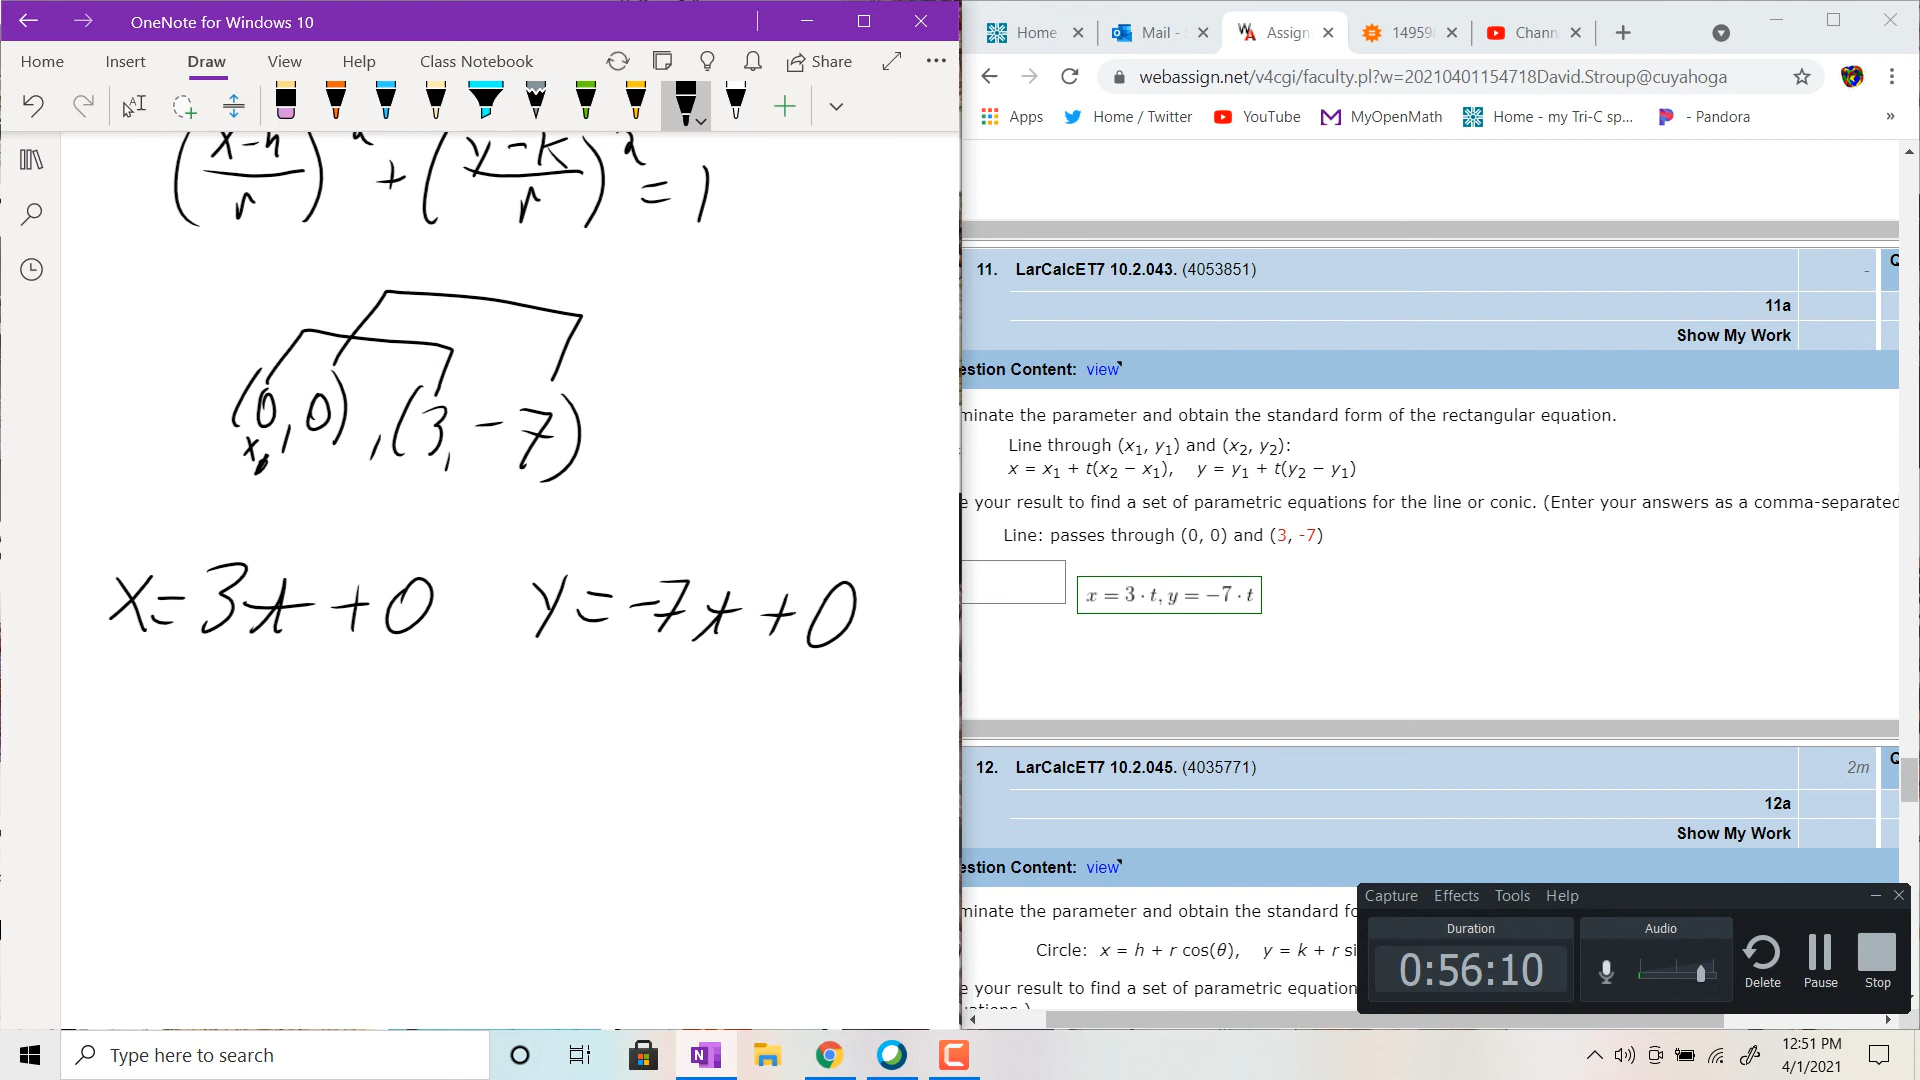 OneNote for Windows 10
Home Insert Draw View Help Class Notebook Share
(x-h/r)² + (y-k/r)² = 1
(0, 0), (3, -7)
x=3t+0 y=-7t+0
Home Mail - Assign 14959 Chann
webassign.net/v4cgi/faculty.pl?w=20210401154718David.Stroup@cuyahoga
Apps Home / Twitter YouTube MyOpenMath Home - my Tri-C sp... - Pandora »
11. LarCalcET7 10.2.043. (4053851) - Q
11a
Show My Work
estion Content: view
minate the parameter and obtain the standard form of the rectangular equation.
Line through (x₁, y₁) and (x₂, y₂):
x = x₁ + t(x₂ − x₁), y = y₁ + t(y₂ − y₁)
e your result to find a set of parametric equations for the line or conic. (Enter your answers as a comma-separated
Line: passes through (0, 0) and (3, -7)
x = 3 · t, y = −7 · t
12. LarCalcET7 10.2.045. (4035771) 2m Q
12a
Show My Work
estion Content: view
minate the parameter and obtain the standard fo
Circle: x = h + r cos(θ), y = k + r si
e your result to find a set of parametric equation
Capture Effects Tools Help
Duration Audio
0:56:10
Delete Pause Stop
Type here to search
12:51 PM
4/1/2021